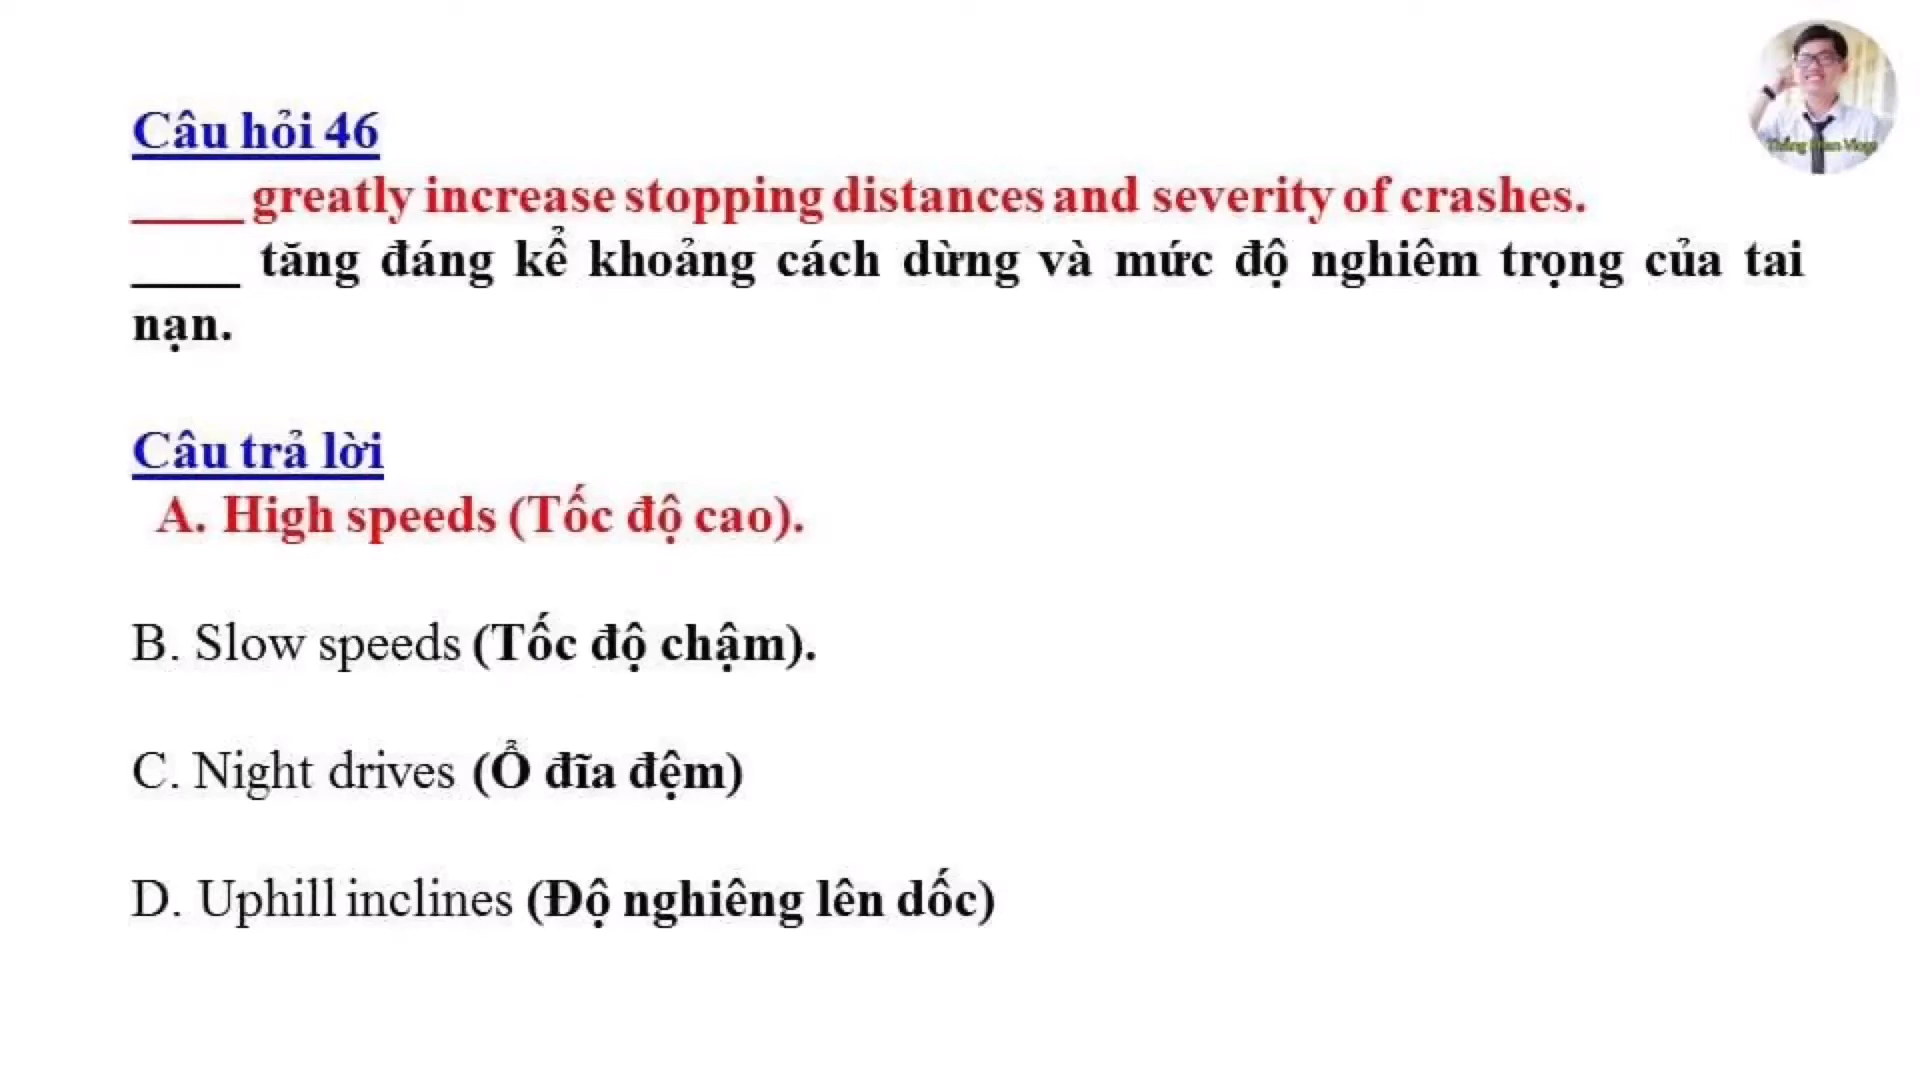 Câu hỏi 46
____ greatly increase stopping distances and severity of crashes.
____ tăng đáng kể khoảng cách dừng và mức độ nghiêm trọng của tai
nạn.
Câu trả lời
A. High speeds (Tốc độ cao).
B. Slow speeds (Tốc độ chậm).
C. Night drives (Ổ đĩa đệm)
D. Uphill inclines (Độ nghiêng lên dốc)